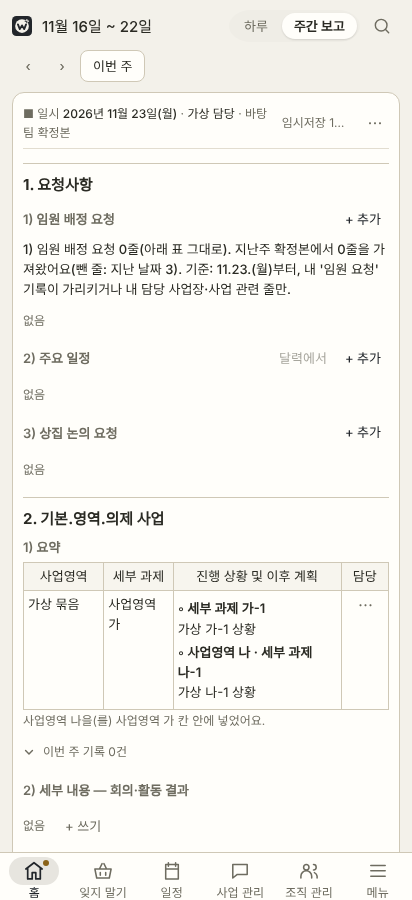 11월 16일 ~ 22일
하루
주간 보고
‹
›
이번 주
■ 일시 2026년 11월 23일(월) · 가상 담당 · 바탕
팀 확정본
임시저장 1…
…
1. 요청사항
1) 임원 배정 요청
+ 추가
1) 임원 배정 요청 0줄(아래 표 그대로). 지난주 확정본에서 0줄을 가
져왔어요(뺀 줄: 지난 날짜 3). 기준: 11.23.(월)부터, 내 '임원 요청'
기록이 가리키거나 내 담당 사업장·사업 관련 줄만.
없음
2) 주요 일정
달력에서
+ 추가
없음
3) 상집 논의 요청
+ 추가
없음
2. 기본.영역.의제 사업
1) 요약
사업영역
세부 과제
진행 상황 및 이후 계획
담당
가상 묶음
사업영역
가
◦ 세부 과제 가-1
가상 가-1 상황
◦ 사업영역 나 · 세부 과제
나-1
가상 나-1 상황
…
사업영역 나을(를) 사업영역 가 칸 안에 넣었어요.
이번 주 기록 0건
2) 세부 내용 — 회의·활동 결과
없음
+ 쓰기
홈
잊지 말기
일정
사업 관리
조직 관리
메뉴